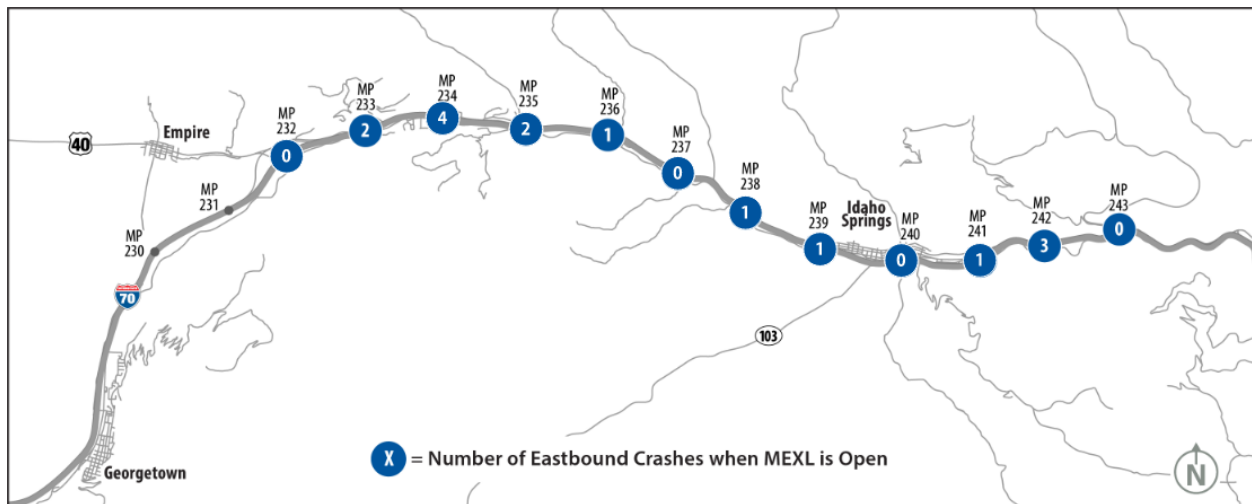 MP
234
MP
233
MP
235
MP
236
MP
232
4
2
2
1
40
Empire
0
MP
237
0
MP
231
MP
238
1
MP
230
MP
239
Idaho
Springs
MP
240
MP
241
MP
242
MP
243
1
0
1
3
0
70
103
X = Number of Eastbound Crashes when MEXL is Open
Georgetown
N